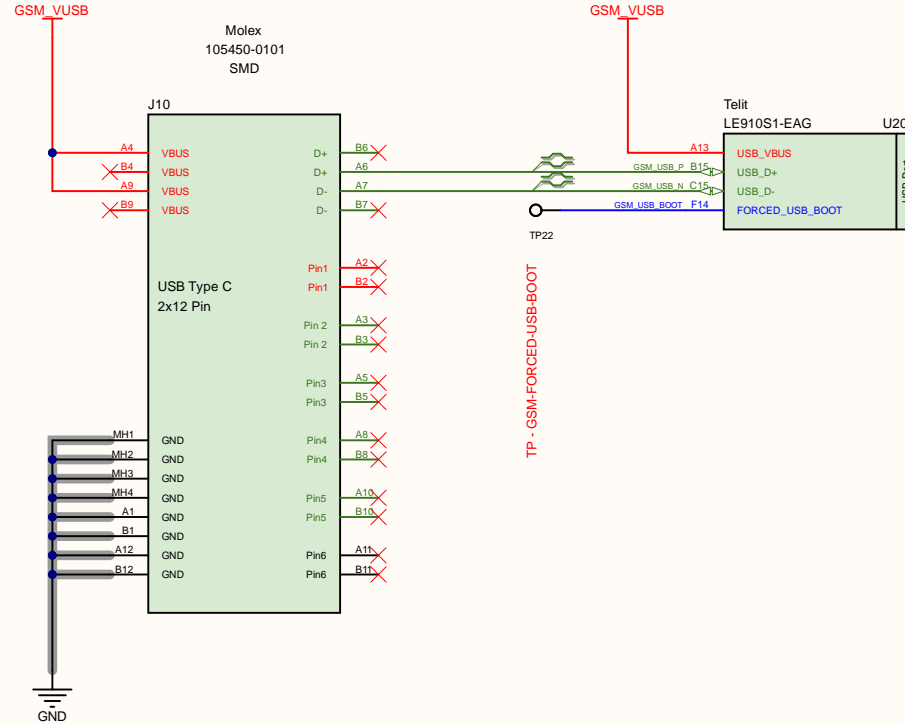 GSM_VUSB
GSM_VUSB
Molex
105450-0101
SMD
J10
Telit
LE910S1-EAG
U20
A4 VBUS
B4 VBUS
A9 VBUS
B9 VBUS
D+ B6
D+ A6
D- A7
D- B7
GSM_USB_P B15
GSM_USB_N C15
GSM_USB_BOOT F14
A13 USB_VBUS
USB_D+
USB_D-
FORCED_USB_BOOT
TP22
TP - GSM-FORCED-USB-BOOT
USB Type C
2x12 Pin
Pin1 A2
Pin1 B2
Pin 2 A3
Pin 2 B3
Pin3 A5
Pin3 B5
Pin4 A8
Pin4 B8
Pin5 A10
Pin5 B10
Pin6 A11
Pin6 B11
MH1 GND
MH2 GND
MH3 GND
MH4 GND
A1 GND
B1 GND
A12 GND
B12 GND
GND